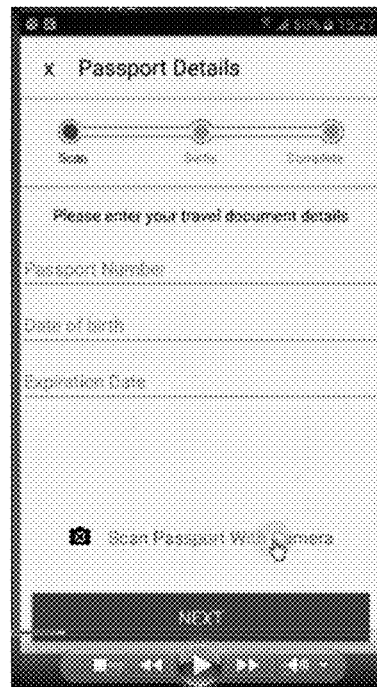 x Passport Details
Scan Selfie Complete
Please enter your travel document details
Passport Number
Date of birth
Expiration Date
Scan Passport With Camera
NEXT